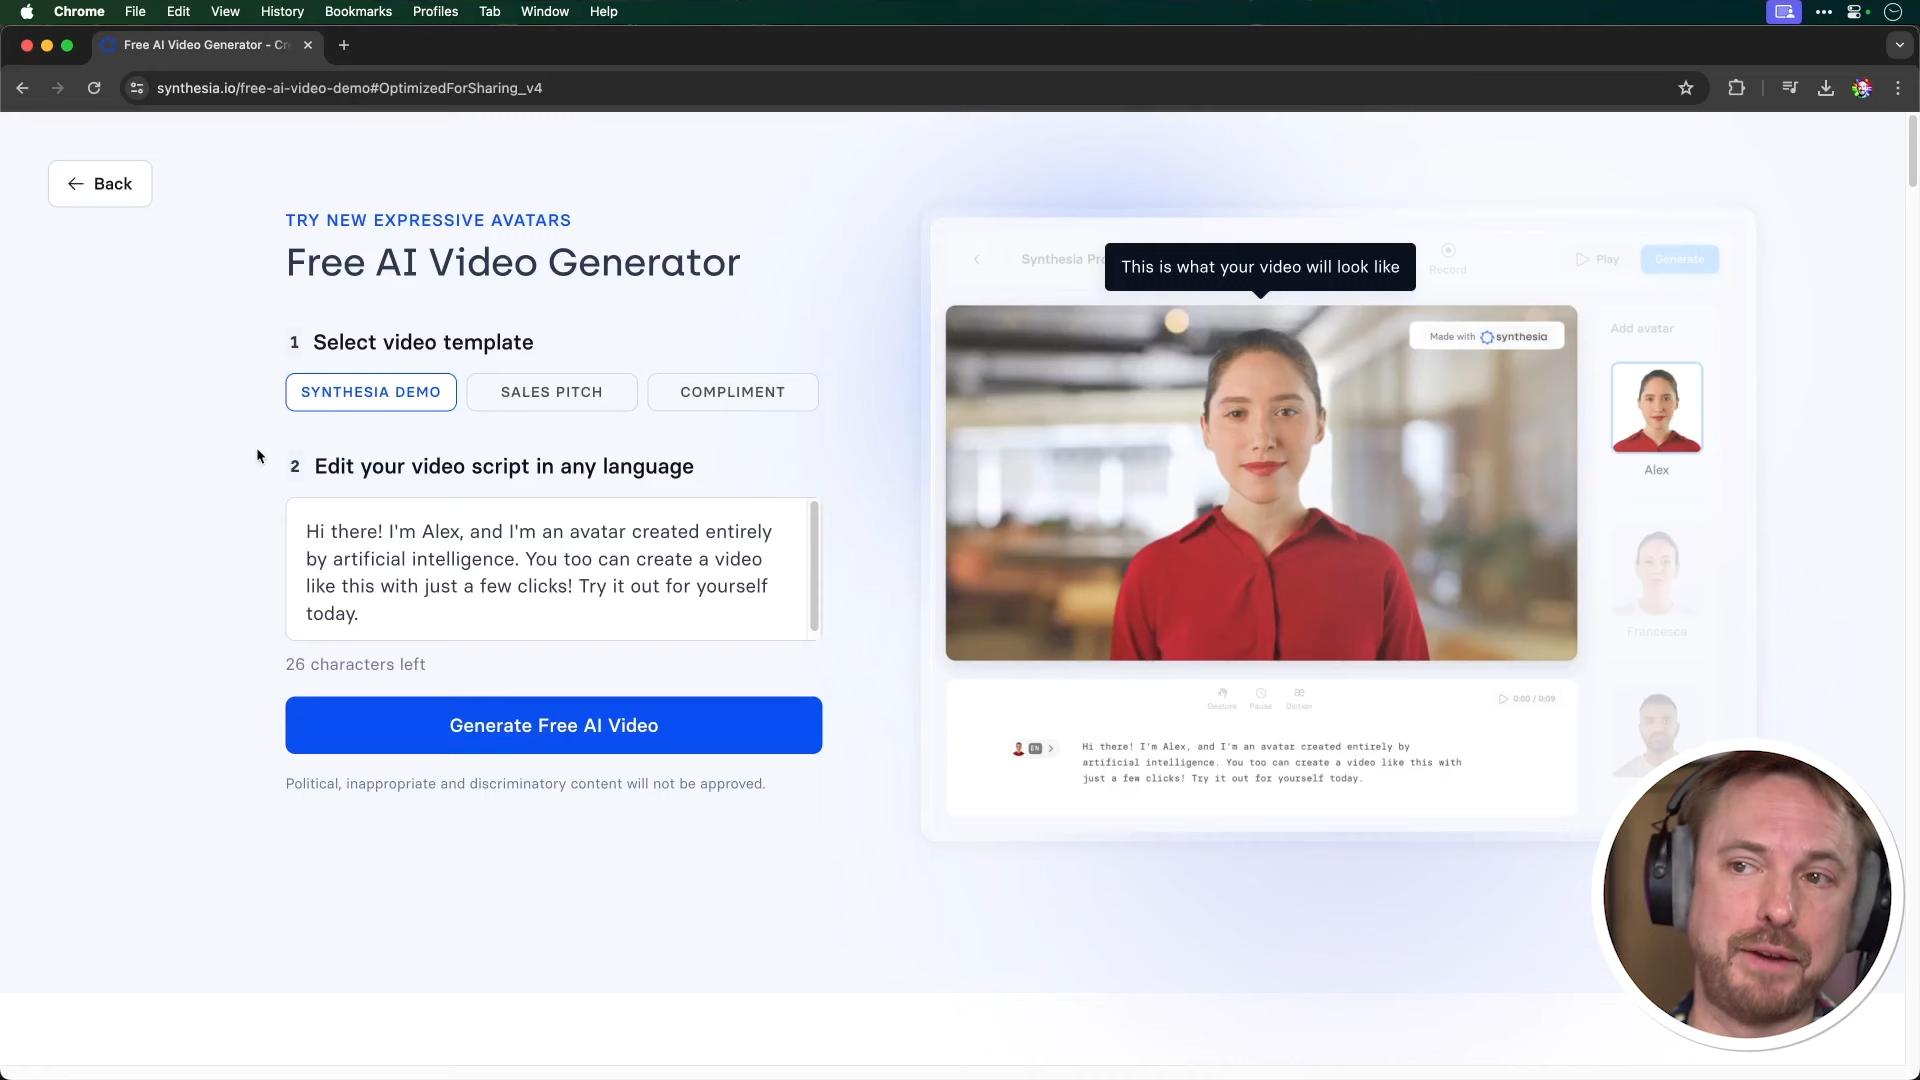 Chrome File Edit View History Bookmarks Profiles Tab Window Help
Free AI Video Generator - Cr
synthesia.io/free-ai-video-demo#OptimizedForSharing_v4
Back
TRY NEW EXPRESSIVE AVATARS
Free AI Video Generator
1 Select video template
SYNTHESIA DEMO SALES PITCH COMPLIMENT
2 Edit your video script in any language
Hi there! I'm Alex, and I'm an avatar created entirely
by artificial intelligence. You too can create a video
like this with just a few clicks! Try it out for yourself
today.
26 characters left
Generate Free AI Video
Political, inappropriate and discriminatory content will not be approved.
Synthesia
This is what your video will look like
Record
Play
Generate
Made with synthesia
Add avatar
Alex
Francesca
Gesture Pause Diction
0:00 / 0:09
EN
Hi there! I'm Alex, and I'm an avatar created entirely by
artificial intelligence. You too can create a video like this with
just a few clicks! Try it out for yourself today.